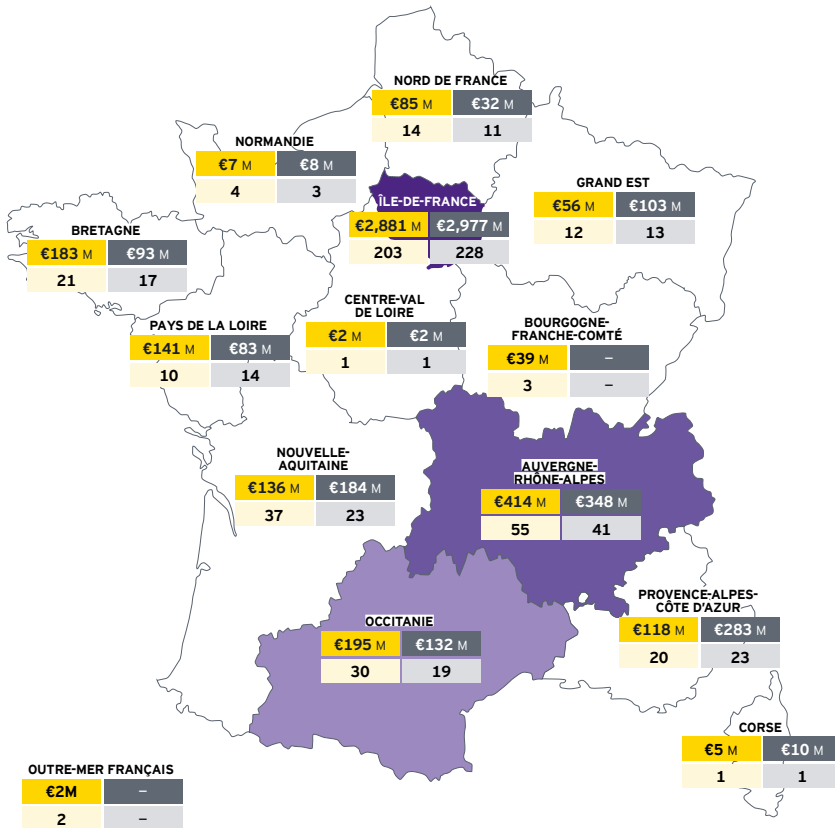 NORD DE FRANCE
€85 M €32 M
14 11
NORMANDIE
€7 M €8 M
4 3
ÎLE-DE-FRANCE
€2,881 M €2,977 M
203 228
GRAND EST
€56 M €103 M
12 13
BRETAGNE
€183 M €93 M
21 17
CENTRE-VAL
DE LOIRE
€2 M €2 M
1 1
PAYS DE LA LOIRE
€141 M €83 M
10 14
BOURGOGNE-
FRANCHE-COMTÉ
€39 M –
3 –
NOUVELLE-
AQUITAINE
€136 M €184 M
37 23
AUVERGNE-
RHÔNE-ALPES
€414 M €348 M
55 41
PROVENCE-ALPES-
CÔTE D'AZUR
€118 M €283 M
20 23
OCCITANIE
€195 M €132 M
30 19
CORSE
€5 M €10 M
1 1
OUTRE-MER FRANÇAIS
€2M –
2 –